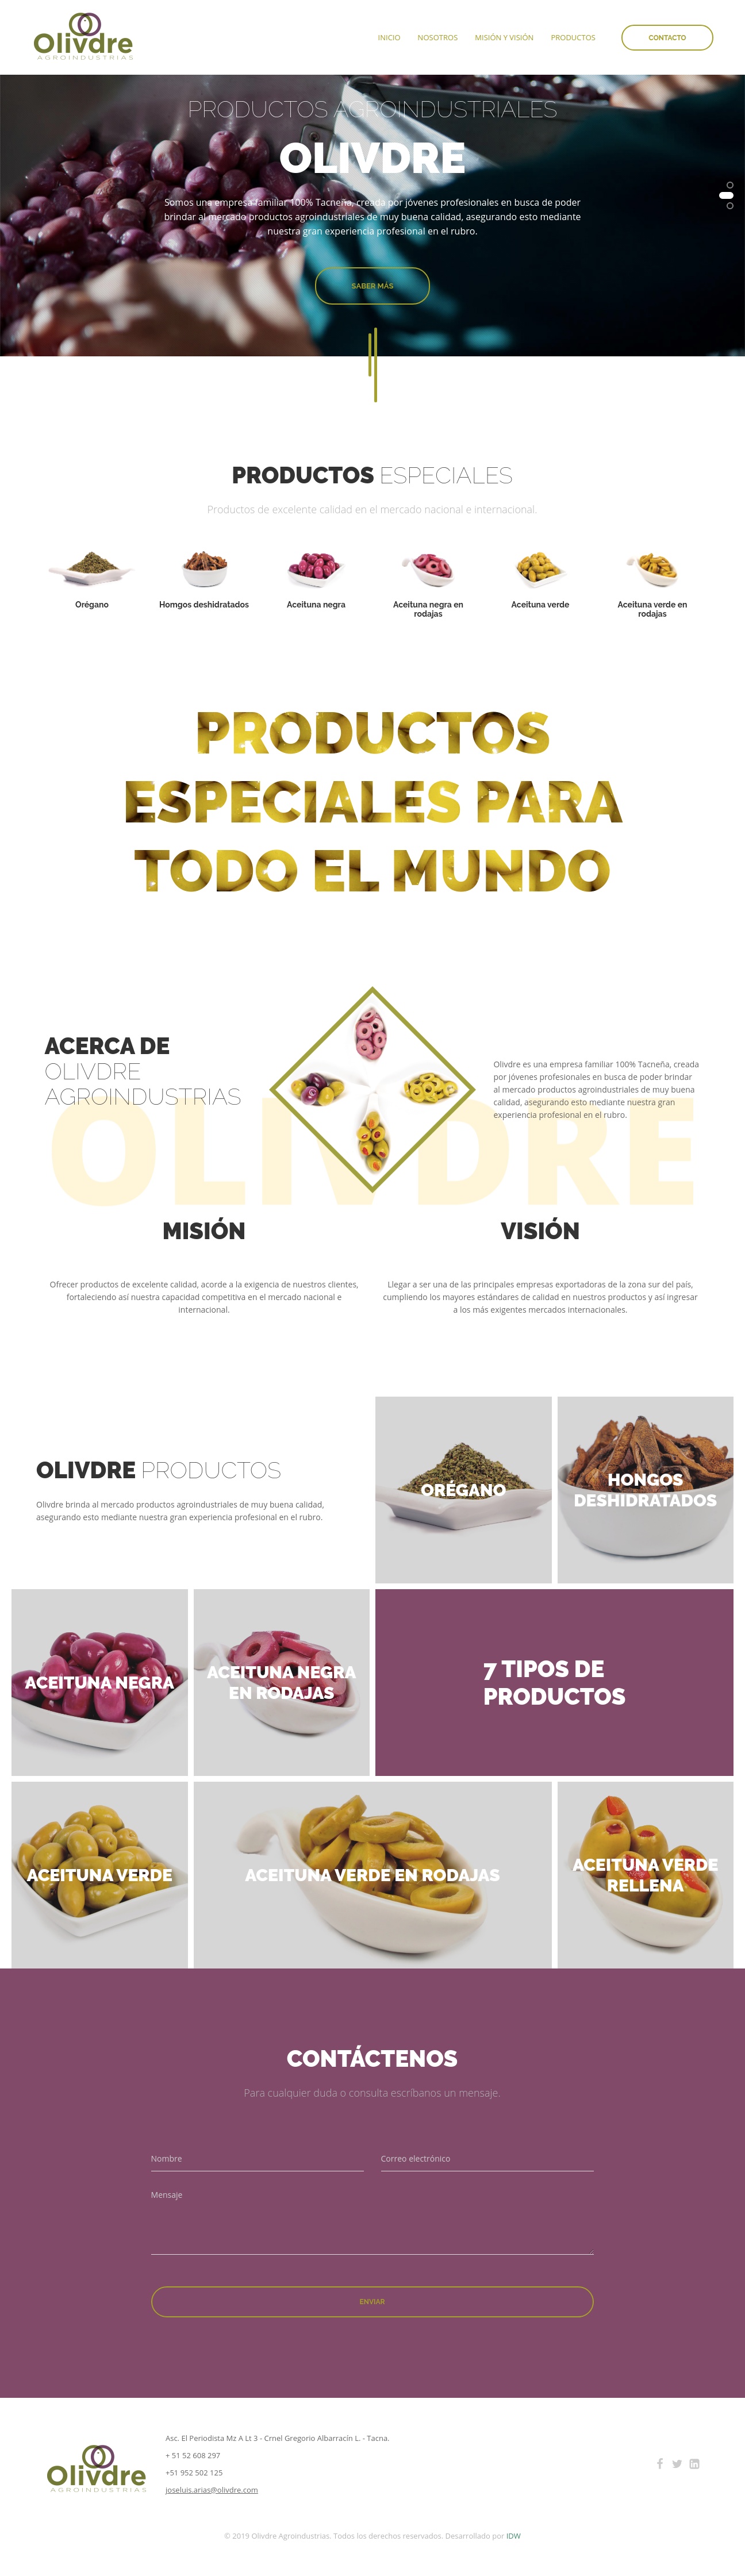 Olivdre
AGROINDUSTRIAS
INICIO
NOSOTROS
MISIÓN Y VISIÓN
PRODUCTOS
CONTACTO
PRODUCTOS AGROINDUSTRIALES
OLIVDRE
Somos una empresa familiar 100% Tacneña, creada por jóvenes profesionales en busca de poder
brindar al mercado productos agroindustriales de muy buena calidad, asegurando esto mediante
nuestra gran experiencia profesional en el rubro.
SABER MÁS
PRODUCTOS ESPECIALES
Productos de excelente calidad en el mercado nacional e internacional.
Orégano
Homgos deshidratados
Aceituna negra
Aceituna negra en
rodajas
Aceituna verde
Aceituna verde en
rodajas
PRODUCTOS
ESPECIALES PARA
TODO EL MUNDO
ACERCA DE
OLIVDRE
AGROINDUSTRIAS
Olivdre es una empresa familiar 100% Tacneña, creada
por jóvenes profesionales en busca de poder brindar
al mercado productos agroindustriales de muy buena
calidad, asegurando esto mediante nuestra gran
experiencia profesional en el rubro.
OLIVDRE
MISIÓN
Ofrecer productos de excelente calidad, acorde a la exigencia de nuestros clientes,
fortaleciendo así nuestra capacidad competitiva en el mercado nacional e
internacional.
VISIÓN
Llegar a ser una de las principales empresas exportadoras de la zona sur del país,
cumpliendo los mayores estándares de calidad en nuestros productos y así ingresar
a los más exigentes mercados internacionales.
OLIVDRE PRODUCTOS
Olivdre brinda al mercado productos agroindustriales de muy buena calidad,
asegurando esto mediante nuestra gran experiencia profesional en el rubro.
ORÉGANO
HONGOS
DESHIDRATADOS
ACEITUNA NEGRA
ACEITUNA NEGRA
EN RODAJAS
7 TIPOS DE
PRODUCTOS
ACEITUNA VERDE
ACEITUNA VERDE EN RODAJAS
ACEITUNA VERDE
RELLENA
CONTÁCTENOS
Para cualquier duda o consulta escríbanos un mensaje.
Nombre
Correo electrónico
Mensaje
ENVIAR
Olivdre
AGROINDUSTRIAS
Asc. El Periodista Mz A Lt 3 - Crnel Gregorio Albarracín L. - Tacna.
+ 51 52 608 297
+51 952 502 125
joseluis.arias@olivdre.com
© 2019 Olivdre Agroindustrias. Todos los derechos reservados. Desarrollado por IDW